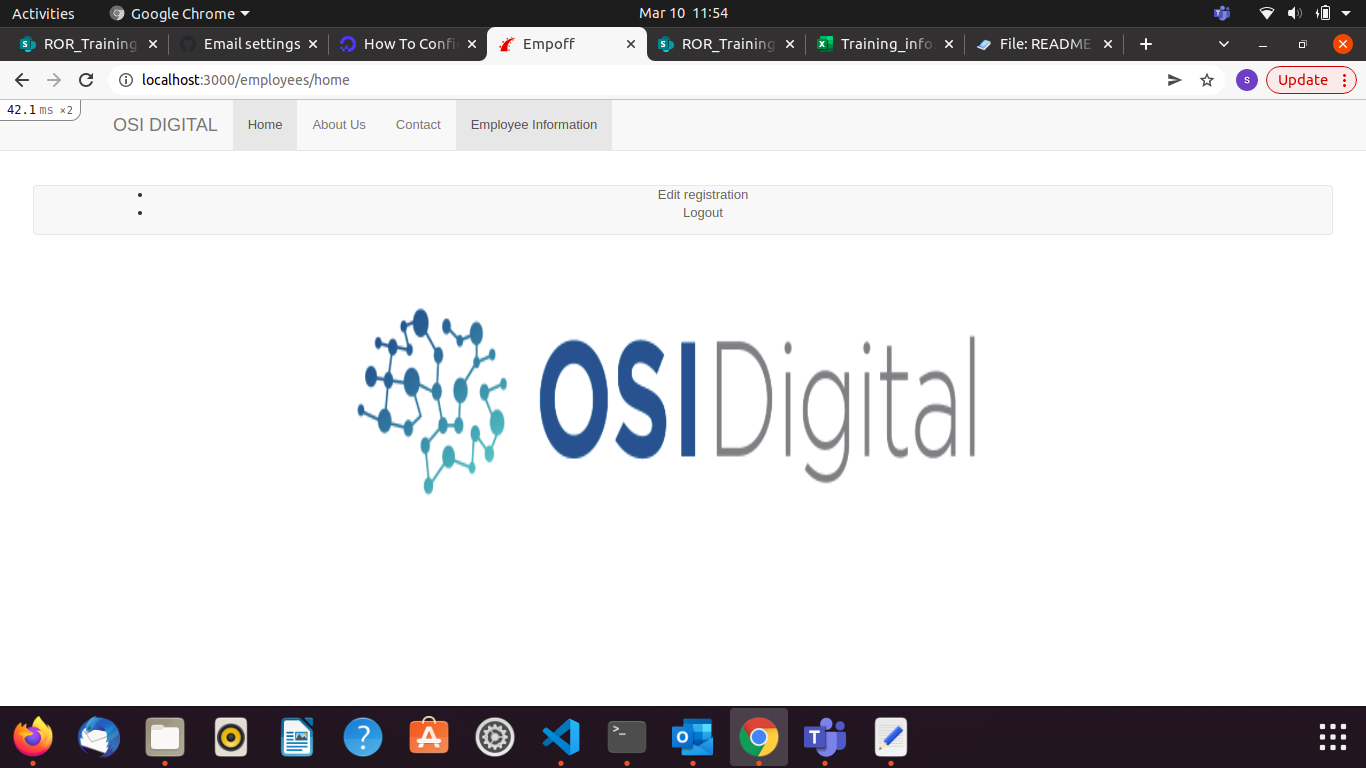 Activities
Google Chrome
Mar 10 11:54
ROR_Training
Email settings
How To Confi
Empoff
ROR_Training
Training_info
File: README
localhost:3000/employees/home
S
Update
42.1 ms ×2
OSI DIGITAL
Home
About Us
Contact
Employee Information
Edit registration
Logout
OSI Digital